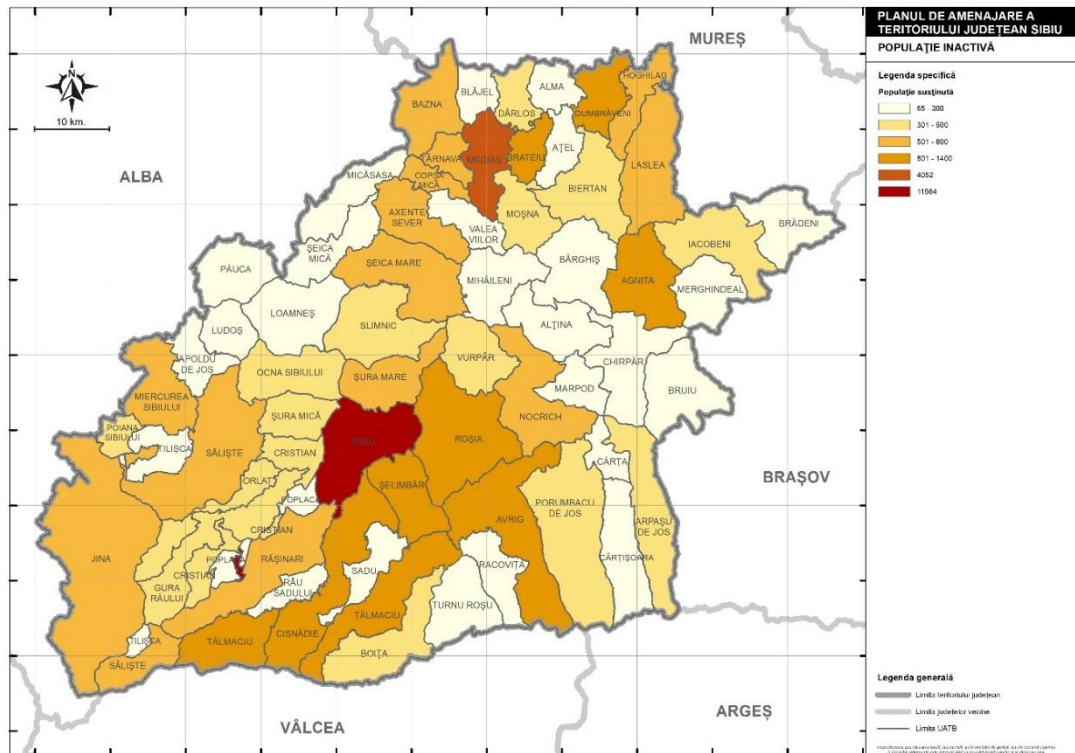 PLANUL DE AMENAJARE A
TERITORIULUI JUDEȚEAN SIBIU
POPULAȚIE INACTIVĂ
Legenda specifică
Populație susținută
65 - 300
301 - 500
501 - 800
801 - 1400
4052
11564
N
10 km.
MUREȘ
ALBA
BRAȘOV
ARGEȘ
VÂLCEA
HOGHILAG
BLĂJEL
ALMA
BAZNA
DÂRLOS
DUMBRĂVENI
TÂRNAVA
MEDIAȘ
BRATEIU
AȚEL
LASLEA
MICĂSASA
COPȘA
MICĂ
BIERTAN
AXENTE
SEVER
MOȘNA
VALEA
VIILOR
BRĂDENI
IACOBENI
ȘEICA
MICĂ
ȘEICA MARE
BÂRGHIȘ
PĂUCA
MIHĂILENI
AGNITA
MERGHINDEAL
LOAMNEȘ
LUDOȘ
SLIMNIC
ALȚINA
APOLDU
DE JOS
OCNA SIBIULUI
VURPĂR
CHIRPĂR
ȘURA MARE
MARPOD
BRUIU
MIERCUREA
SIBIULUI
ȘURA MICĂ
NOCRICH
POIANA
SIBIULUI
TILIȘCA
SĂLIȘTE
CRISTIAN
SIBIU
ROȘIA
CÂRȚA
ORLAT
ȘELIMBĂR
POPLACA
PORUMBACU
DE JOS
AVRIG
ARPAȘU
DE JOS
CRISTIAN
JINA
POPLACA
RĂȘINARI
CÂRȚIȘOARA
CRISTIAN
SADU
RACOVIȚA
GURA
RÂULUI
RÂU
SADULUI
TURNU ROȘU
TĂLMACIU
TILIȘCA
TĂLMACIU
CISNĂDIE
BOIȚA
SĂLIȘTE
Legenda generală
Limita teritoriului județean
Limita județelor vecine
Limita UATB